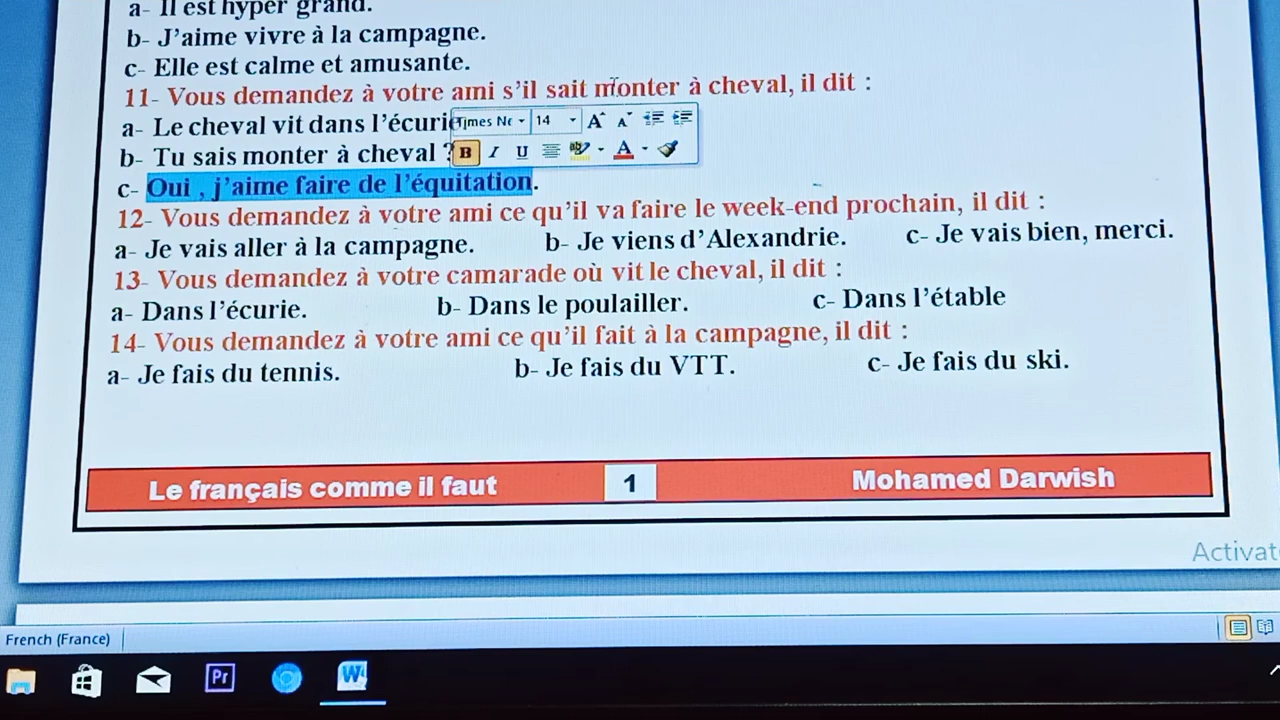 a- Il est hyper grand.
b- J’aime vivre à la campagne.
c- Elle est calme et amusante.
11- Vous demandez à votre ami s’il sait monter à cheval, il dit :
a- Le cheval vit dans l’écurie
Times Ne 14
b- Tu sais monter à cheval ?
B I U A
c- Oui , j’aime faire de l’équitation.
12- Vous demandez à votre ami ce qu’il va faire le week-end prochain, il dit :
a- Je vais aller à la campagne. b- Je viens d’Alexandrie. c- Je vais bien, merci.
13- Vous demandez à votre camarade où vit le cheval, il dit :
a- Dans l’écurie. b- Dans le poulailler. c- Dans l’étable
14- Vous demandez à votre ami ce qu’il fait à la campagne, il dit :
a- Je fais du tennis. b- Je fais du VTT. c- Je fais du ski.
Le français comme il faut 1 Mohamed Darwish
Activat
French (France)
Pr W